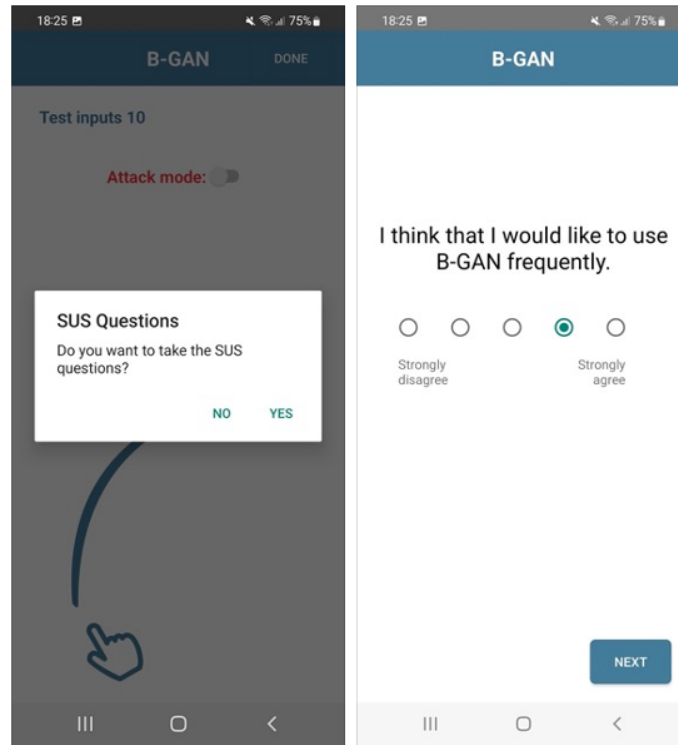 18:25
75%
B-GAN
DONE
Test inputs 10
Attack mode:
SUS Questions
Do you want to take the SUS
questions?
NO
YES
18:25
75%
B-GAN
I think that I would like to use
B-GAN frequently.
Strongly
disagree
Strongly
agree
NEXT